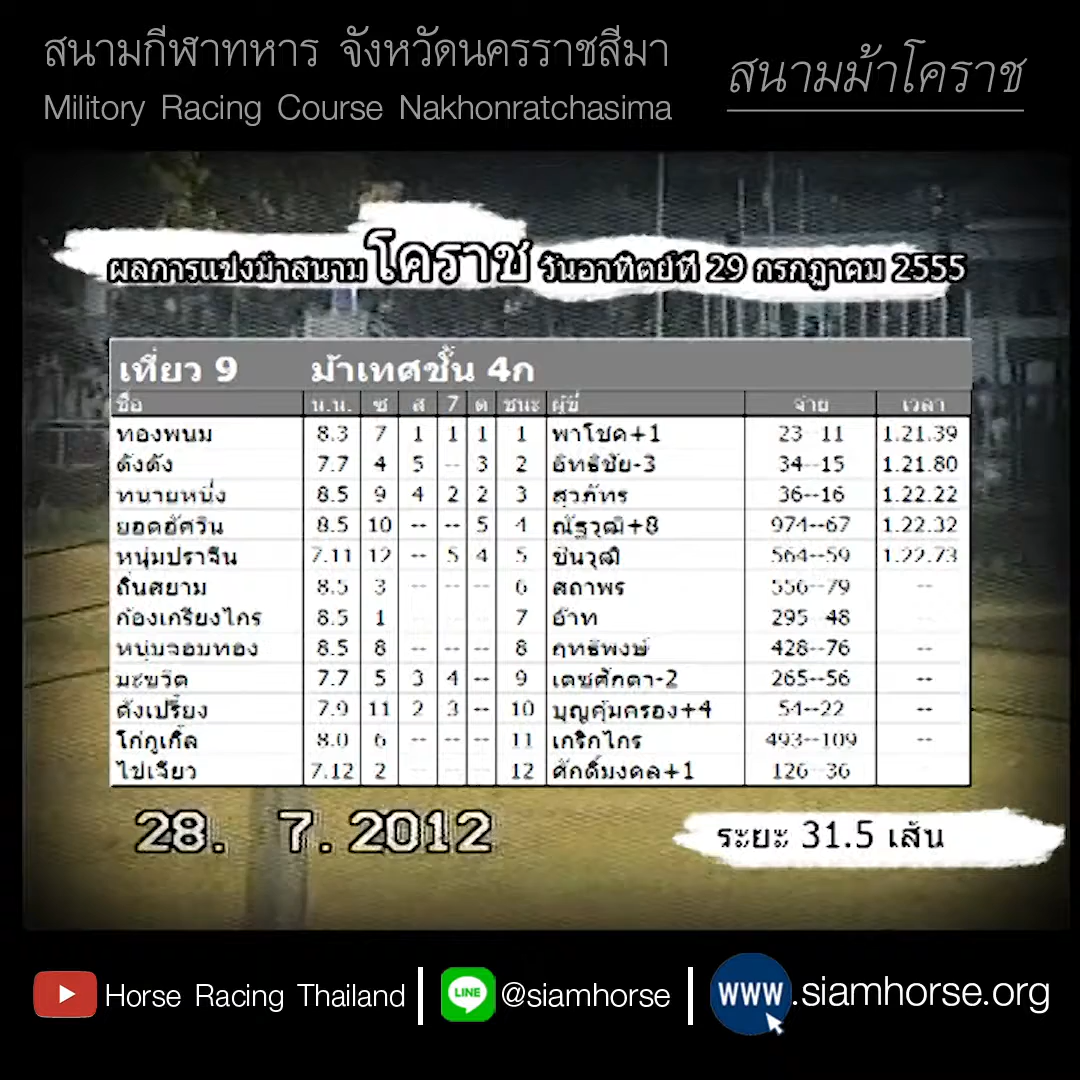 สนามกีฬาทหาร จังหวัดนครราชสีมา
Militory Racing Course Nakhonratchasima
สนามม้าโคราช
ผลการแข่งม้าสนามโคราช วันอาทิตย์ที่ 29 กรกฎาคม 2555
เที่ยว 9 ม้าเทศชั้น 4ก
ชื่อ น.น. ซ ส 7 ต ชนะ ผู้ขี่ จ่าย เวลา
ทองพนม 8.3 7 1 1 1 1 พาโชค+1 23--11 1.21.39
ดังดัง 7.7 4 5 -- 3 2 อิทธิชัย-3 34--15 1.21.80
ทนายหนึ่ง 8.5 9 4 2 2 3 สุวภัทร 36--16 1.22.22
ยอดอัศวิน 8.5 10 -- -- 5 4 ณัฐวุฒิ+8 974--67 1.22.32
หนุ่มปราจีน 7.11 12 -- 5 4 5 ชินวุฒิ 564--59 1.22.73
ถิ่นสยาม 8.5 3 -- -- -- 6 สถาพร 556--79 --
ก้องเกรียงไกร 8.5 1 -- -- -- 7 อ๊าท 295--48 --
หนุ่มจอมทอง 8.5 8 -- -- -- 8 ฤทธิพงษ์ 428--76 --
มะขวิด 7.7 5 3 4 -- 9 เดชศักดา-2 265--56 --
ดังเปรี้ยง 7.9 11 2 3 -- 10 บุญคุ้มครอง+4 54--22 --
โก่กูเกิ้ล 8.0 6 -- -- -- 11 เกริกไกร 493--109 --
ไข่เจียว 7.12 2 -- -- -- 12 ศักดิ์มงคล+1 126--36 --
28. 7.2012
ระยะ 31.5 เส้น
Horse Racing Thailand
LINE @siamhorse
www.siamhorse.org